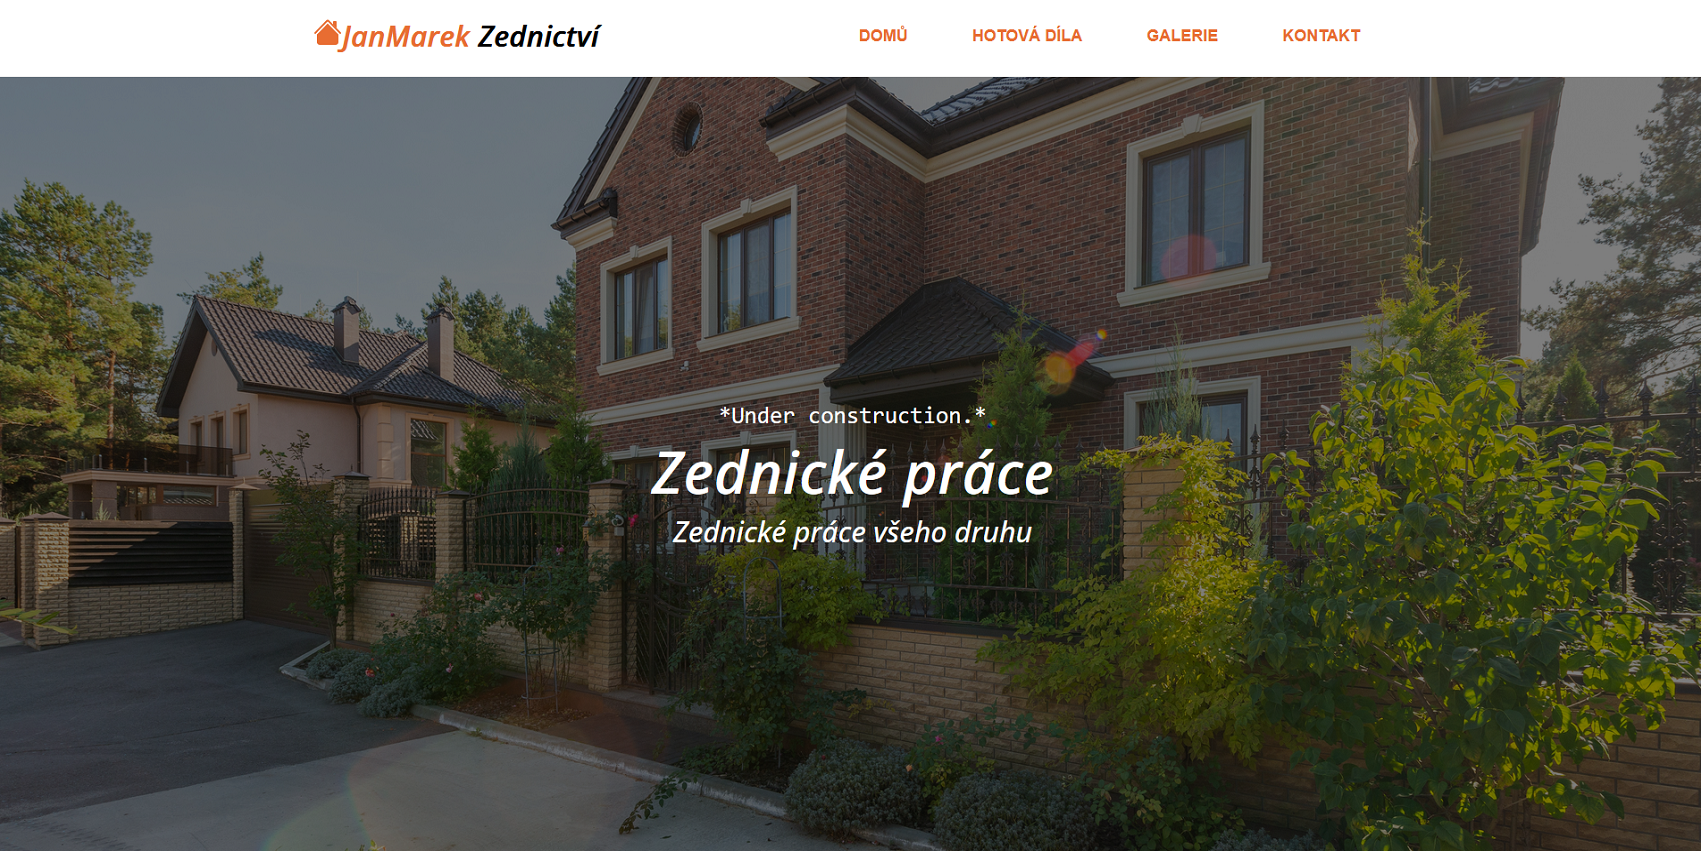 JanMarek Zednictví
DOMŮ HOTOVÁ DÍLA GALERIE KONTAKT
*Under construction.*
Zednické práce
Zednické práce všeho druhu